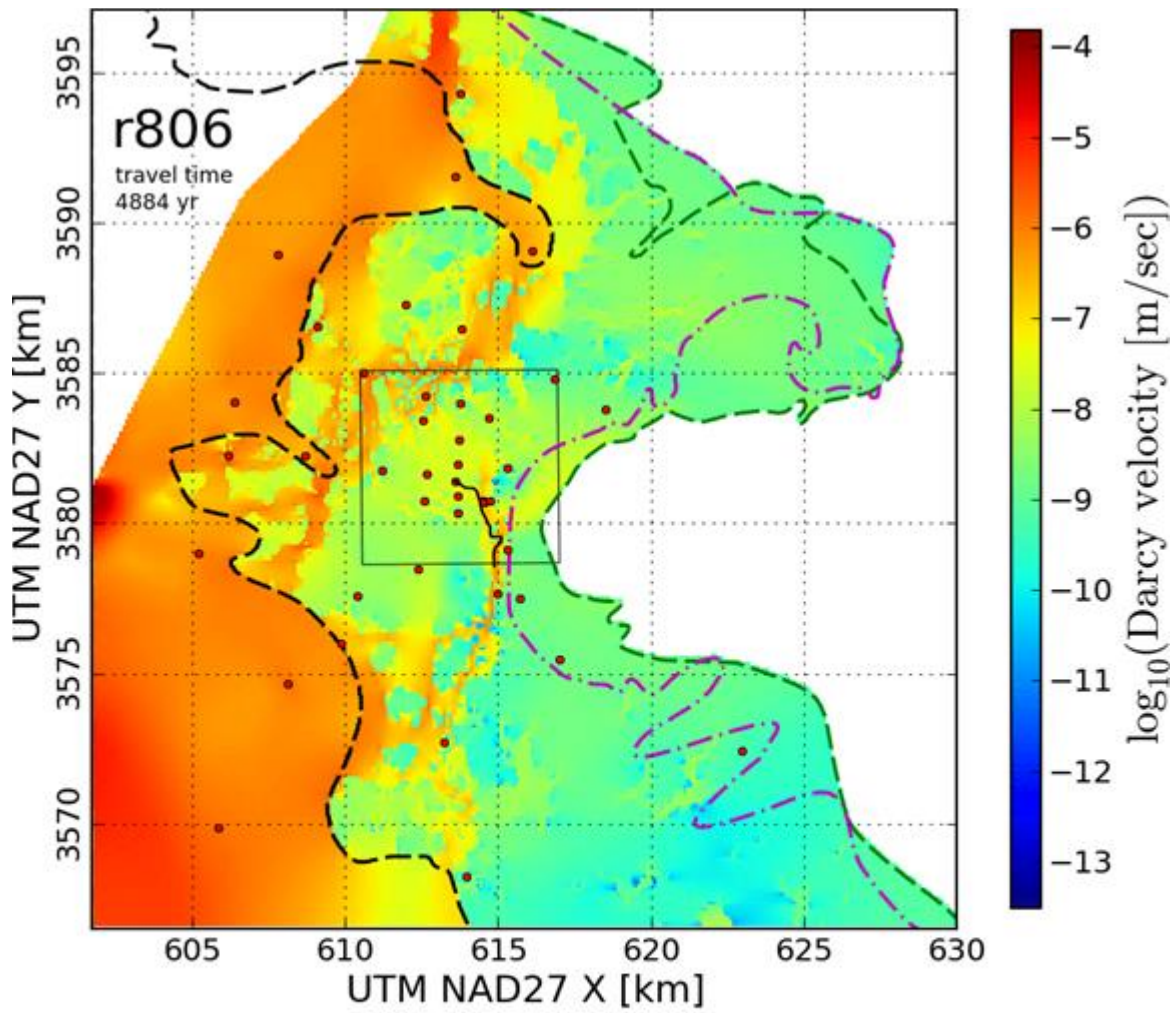 r806
travel time
4884 yr
3595
3590
3585
3580
3575
3570
UTM NAD27 Y [km]
605 610 615 620 625 630
UTM NAD27 X [km]
−4
−5
−6
−7
−8
−9
−10
−11
−12
−13
log₁₀(Darcy velocity [m/sec])